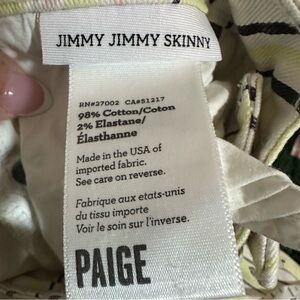 JIMMY JIMMY SKINNY
RN#27002 CA#51217
98% Cotton/Coton
2% Elastane/
Élasthanne
Made in the USA of
imported fabric.
See care on reverse.
Fabrique aux etats-unis
du tissu importe
Voir le soin sur l'inverse.
PAIGE